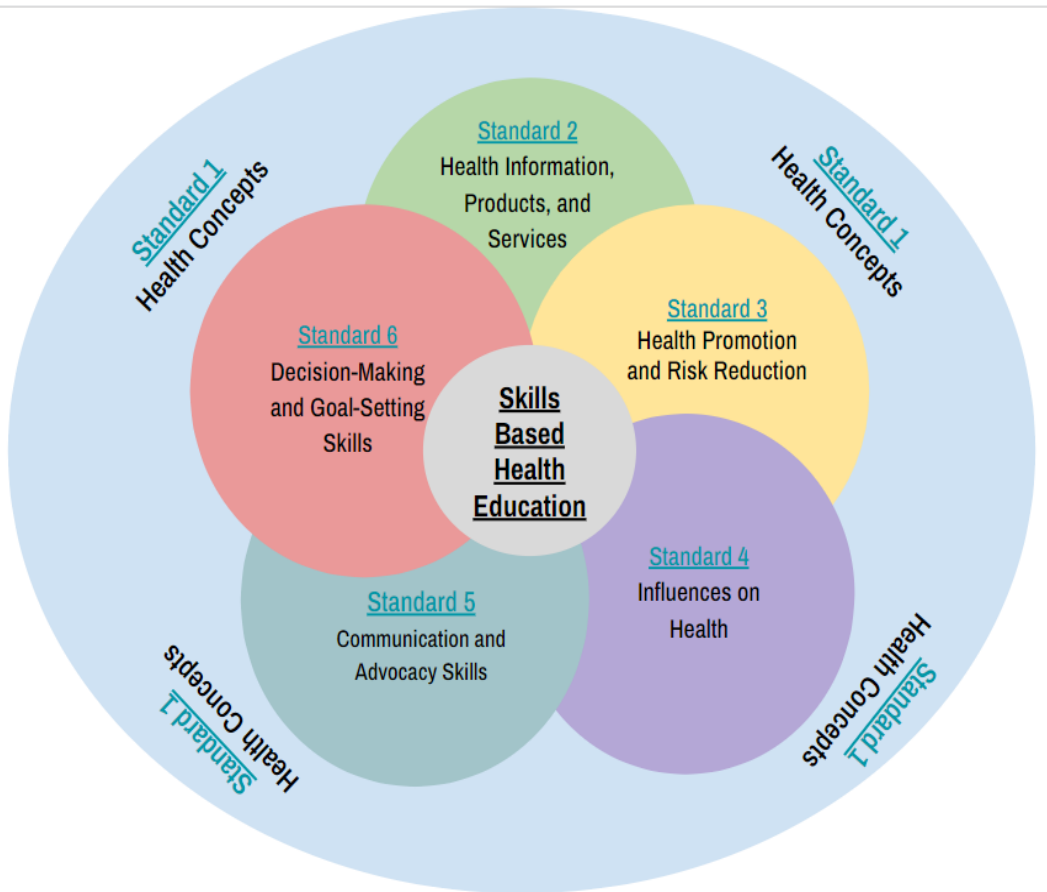 Standard 1
Health Concepts
Standard 1
Health Concepts
Standard 2
Health Information,
Products, and
Services
Standard 3
Health Promotion
and Risk Reduction
Standard 6
Decision-Making
and Goal-Setting
Skills
Skills
Based
Health
Education
Standard 4
Influences on
Health
Standard 5
Communication and
Advocacy Skills
Standard 1
Health Concepts
Standard 1
Health Concepts